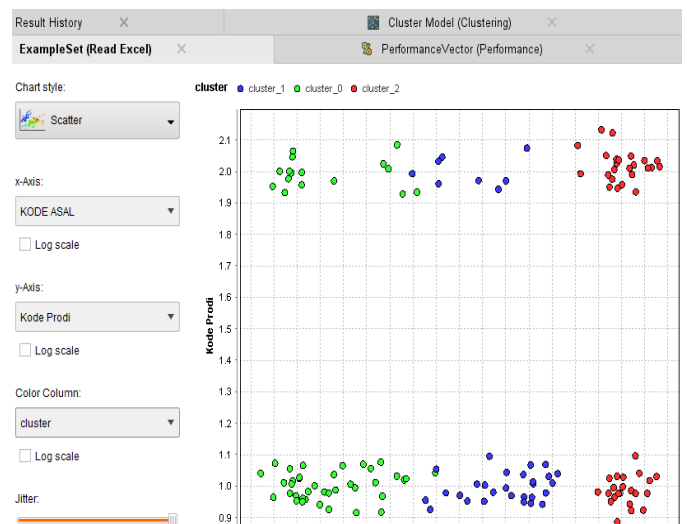 Result History
Cluster Model (Clustering)
ExampleSet (Read Excel)
PerformanceVector (Performance)
Chart style:
cluster cluster_1 cluster_0 cluster_2
Scatter
x-Axis:
KODE ASAL
Log scale
y-Axis:
Kode Prodi
Log scale
Color Column:
cluster
Log scale
Jitter:
Kode Prodi
2.1
2.0
1.9
1.8
1.7
1.6
1.5
1.4
1.3
1.2
1.1
1.0
0.9